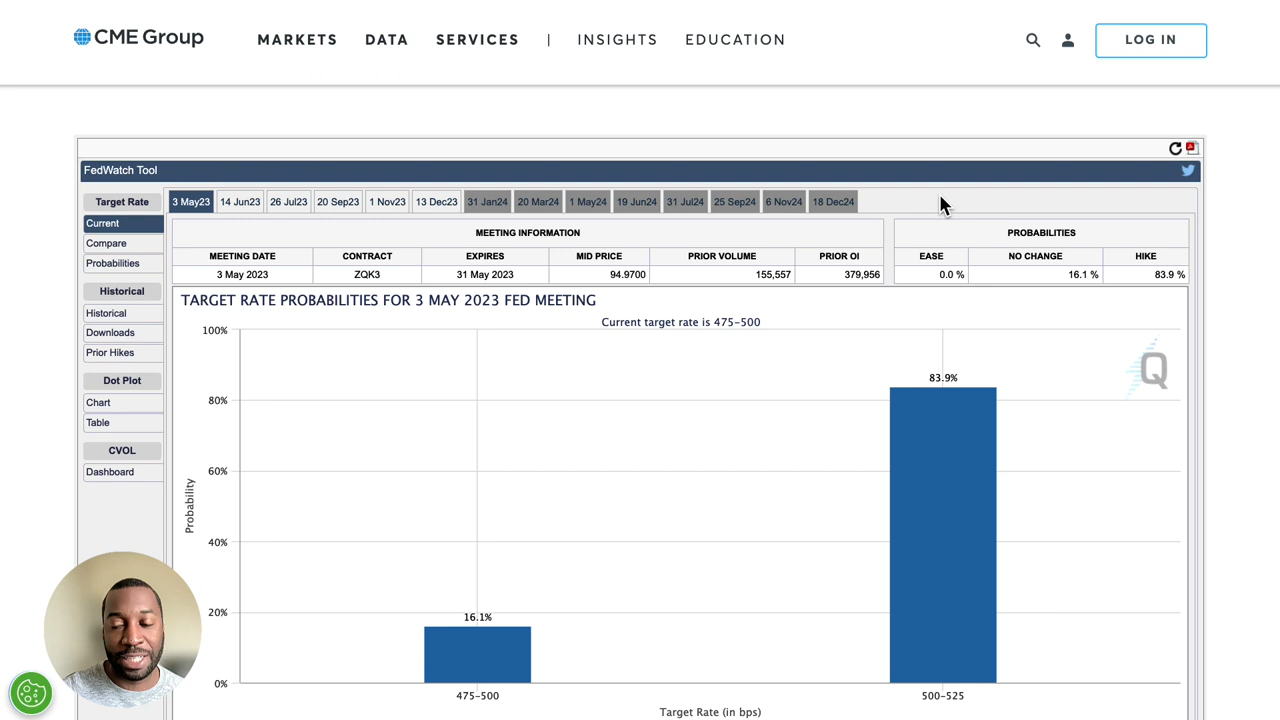 CME Group MARKETS DATA SERVICES | INSIGHTS EDUCATION LOG IN
FedWatch Tool
Target Rate
Current
Compare
Probabilities
Historical
Historical
Downloads
Prior Hikes
Dot Plot
Chart
Table
CVOL
Dashboard
3 May23 14 Jun23 26 Jul23 20 Sep23 1 Nov23 13 Dec23 31 Jan24 20 Mar24 1 May24 19 Jun24 31 Jul24 25 Sep24 6 Nov24 18 Dec24
MEETING INFORMATION
MEETING DATE CONTRACT EXPIRES MID PRICE PRIOR VOLUME PRIOR OI
3 May 2023 ZQK3 31 May 2023 94.9700 155,557 379,956
PROBABILITIES
EASE NO CHANGE HIKE
0.0 % 16.1 % 83.9 %
TARGET RATE PROBABILITIES FOR 3 MAY 2023 FED MEETING
Current target rate is 475-500
Q
Probability
100%
80%
60%
40%
20%
0%
16.1%
83.9%
475-500 500-525
Target Rate (in bps)